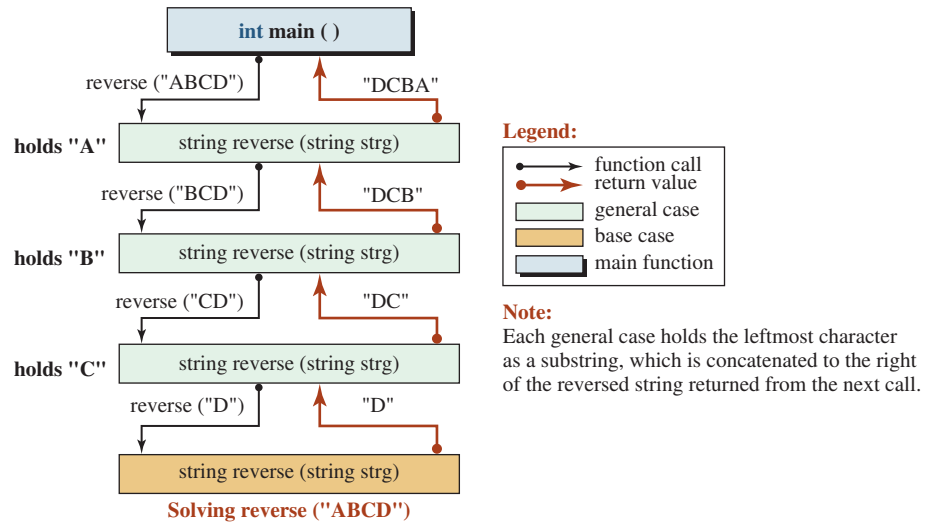 int main ( )
reverse ("ABCD")
"DCBA"
holds "A"
string reverse (string strg)
reverse ("BCD")
"DCB"
holds "B"
string reverse (string strg)
reverse ("CD")
"DC"
holds "C"
string reverse (string strg)
reverse ("D")
"D"
string reverse (string strg)
Solving reverse ("ABCD")
Legend:
function call
return value
general case
base case
main function
Note:
Each general case holds the leftmost character
as a substring, which is concatenated to the right
of the reversed string returned from the next call.